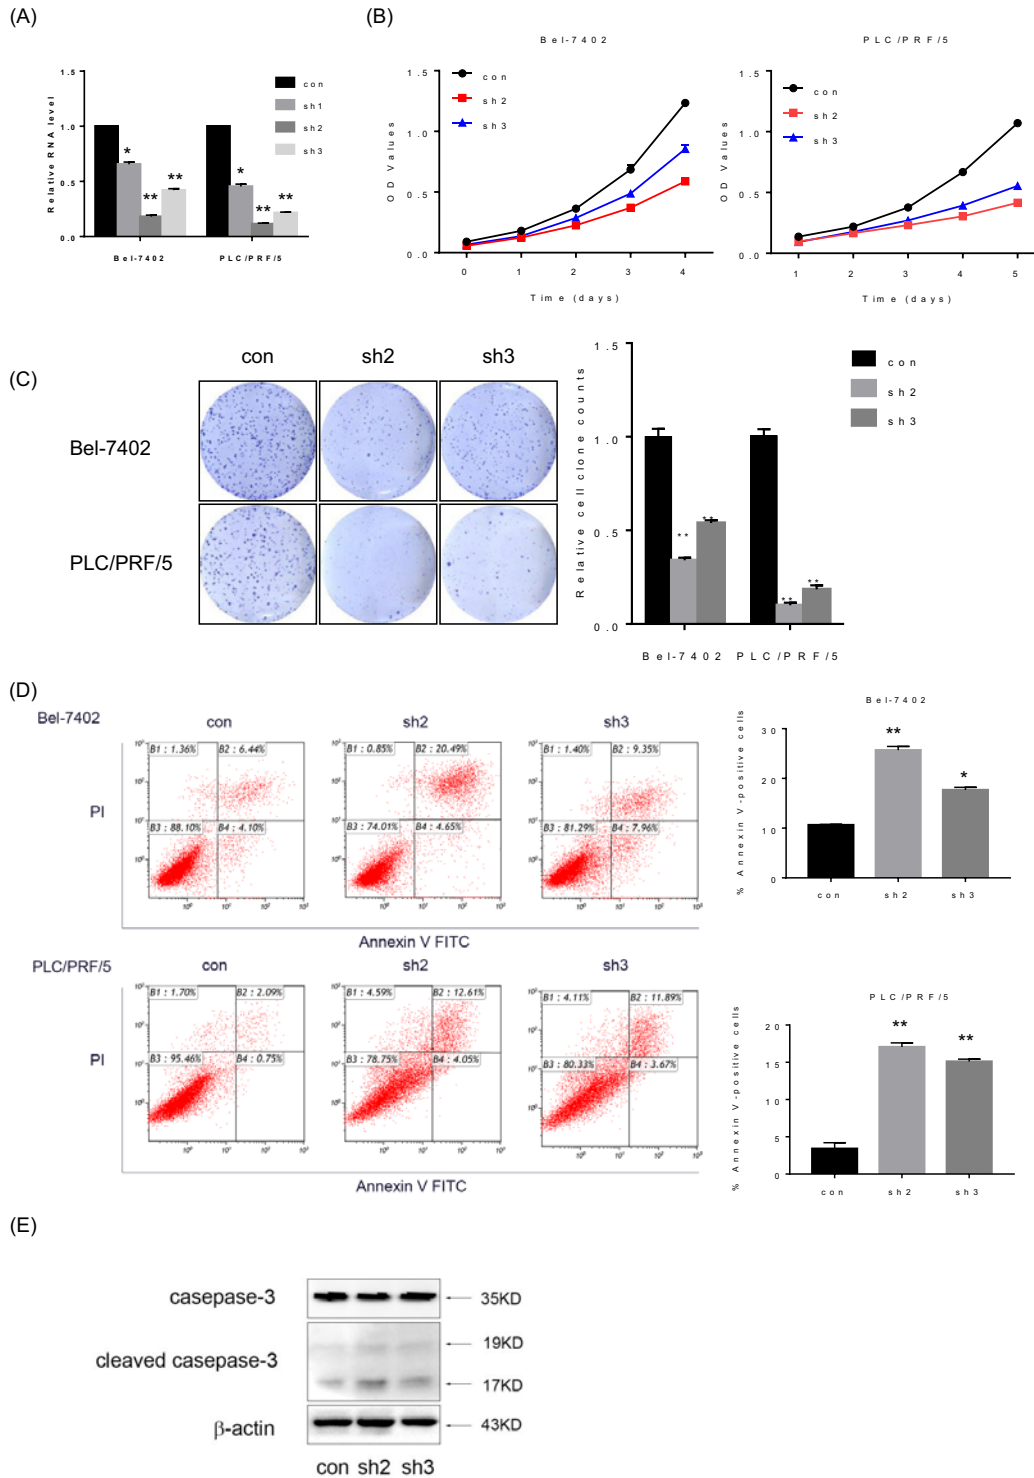 (A)
1.5
1.0
0.5
0.0
Relative RNA level
con
sh1
sh2
sh3
*
**
**
*
**
**
Bel-7402
PLC/PRF/5
(B)
Bel-7402
1.5
1.0
0.5
0.0
OD Values
con
sh2
sh3
0 1 2 3 4
Time (days)
PLC/PRF/5
1.5
1.0
0.5
0.0
OD Values
con
sh2
sh3
1 2 3 4 5
Time (days)
(C)
con sh2 sh3
Bel-7402
PLC/PRF/5
1.5
1.0
0.5
0.0
Relative cell clone counts
con
sh2
sh3
**
**
**
**
Bel-7402 PLC/PRF/5
(D)
Bel-7402
con sh2 sh3
B1 : 1.36% B2 : 6.44%
B3 : 88.10% B4 : 4.10%
B1 : 0.85% B2 : 20.49%
B3 : 74.01% B4 : 4.65%
B1 : 1.40% B2 : 9.35%
B3 : 81.29% B4 : 7.96%
PI
Annexin V FITC
Bel-7402
30
20
10
0
% Annexin V-positive cells
**
*
con sh2 sh3
PLC/PRF/5
con sh2 sh3
B1 : 1.70% B2 : 2.09%
B3 : 95.46% B4 : 0.75%
B1 : 4.59% B2 : 12.61%
B3 : 78.75% B4 : 4.05%
B1 : 4.11% B2 : 11.89%
B3 : 80.33% B4 : 3.67%
PI
Annexin V FITC
PLC/PRF/5
20
15
10
5
0
% Annexin V-positive cells
**
**
con sh2 sh3
(E)
casepase-3
35KD
cleaved casepase-3
19KD
17KD
β-actin
43KD
con sh2 sh3